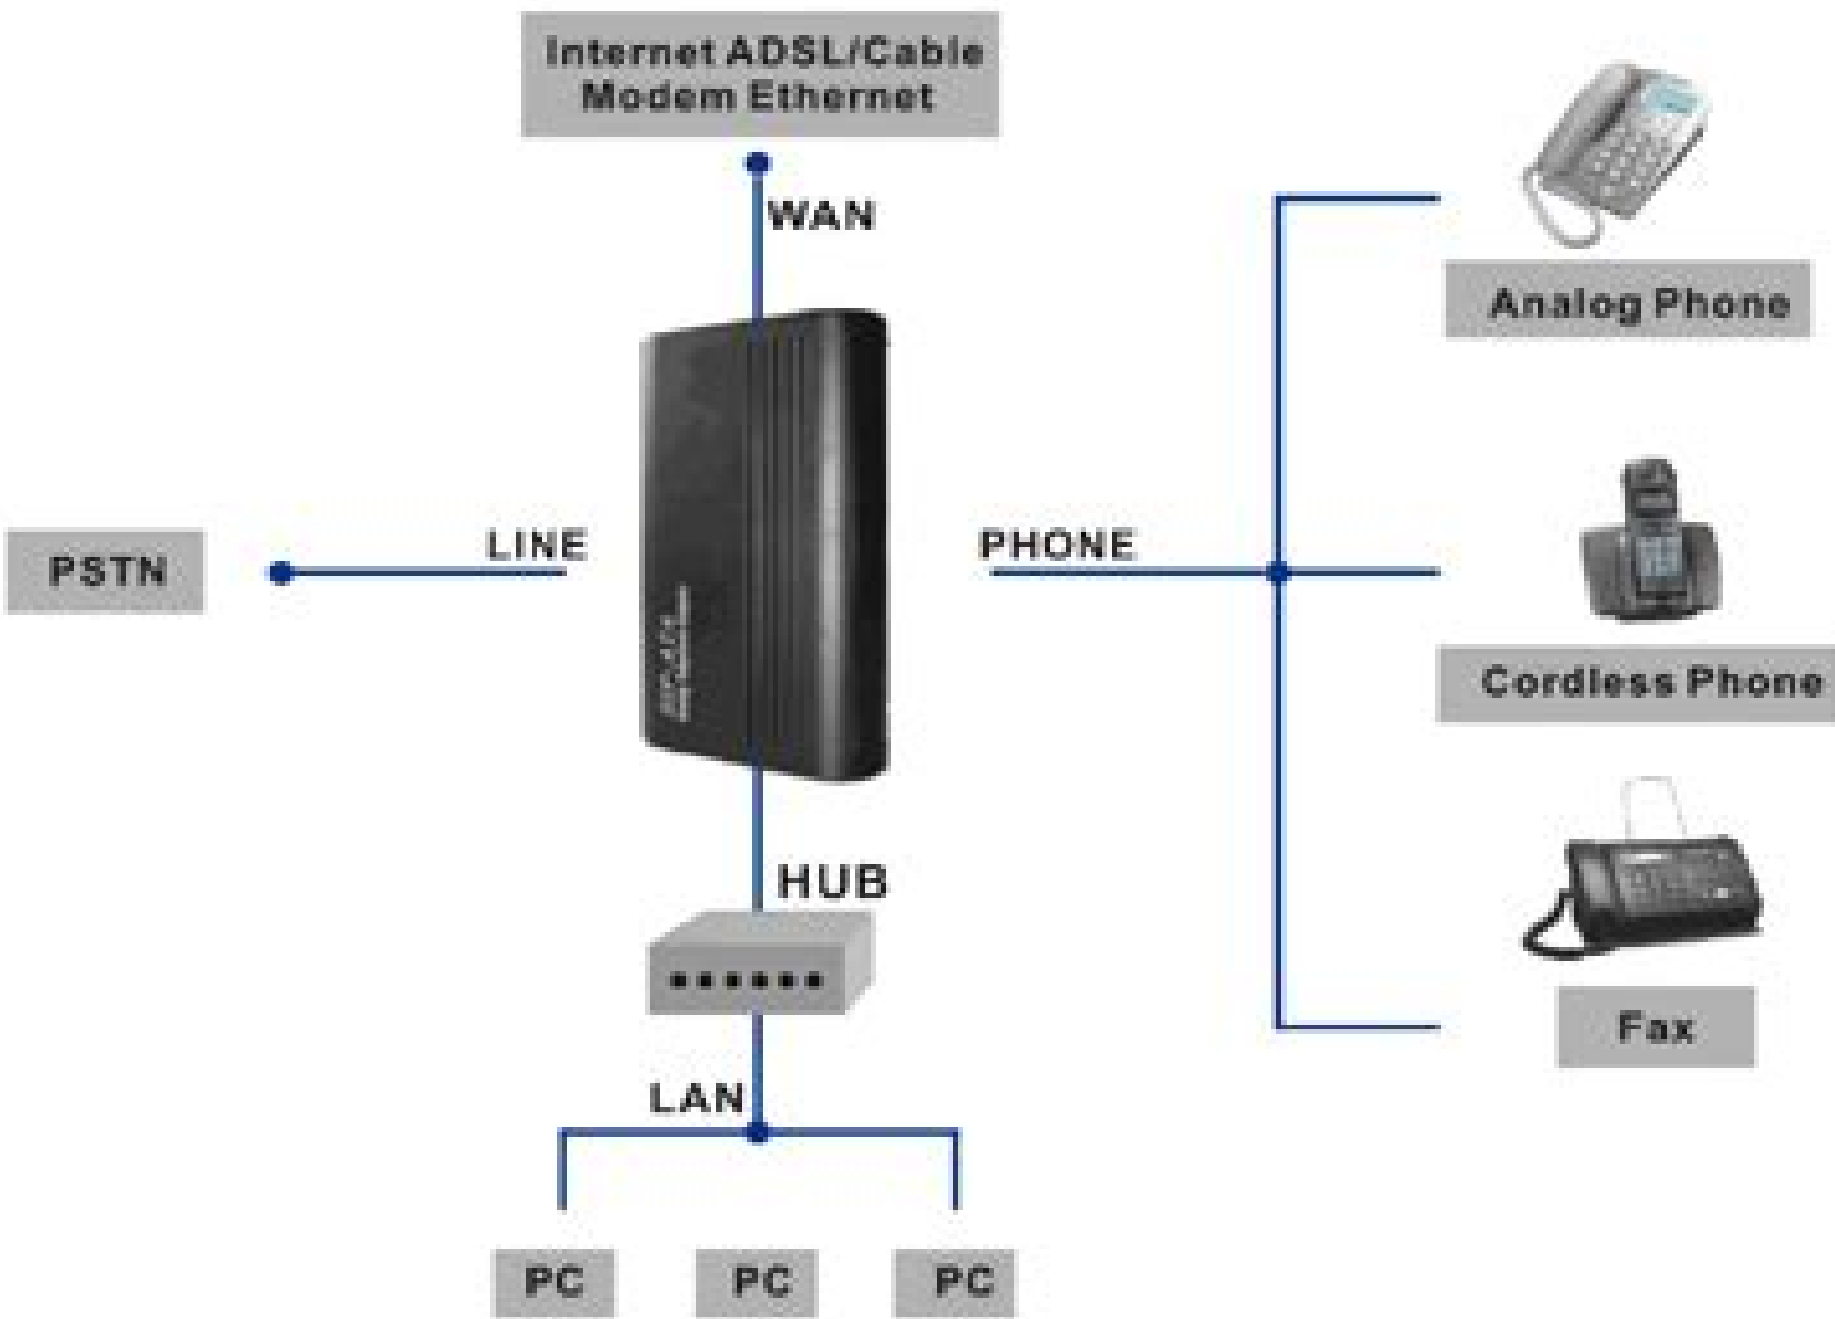 Internet ADSL/Cable
Modem Ethernet
WAN
Analog Phone
LINE
PHONE
PSTN
Cordless Phone
HUB
Fax
LAN
PC
PC
PC